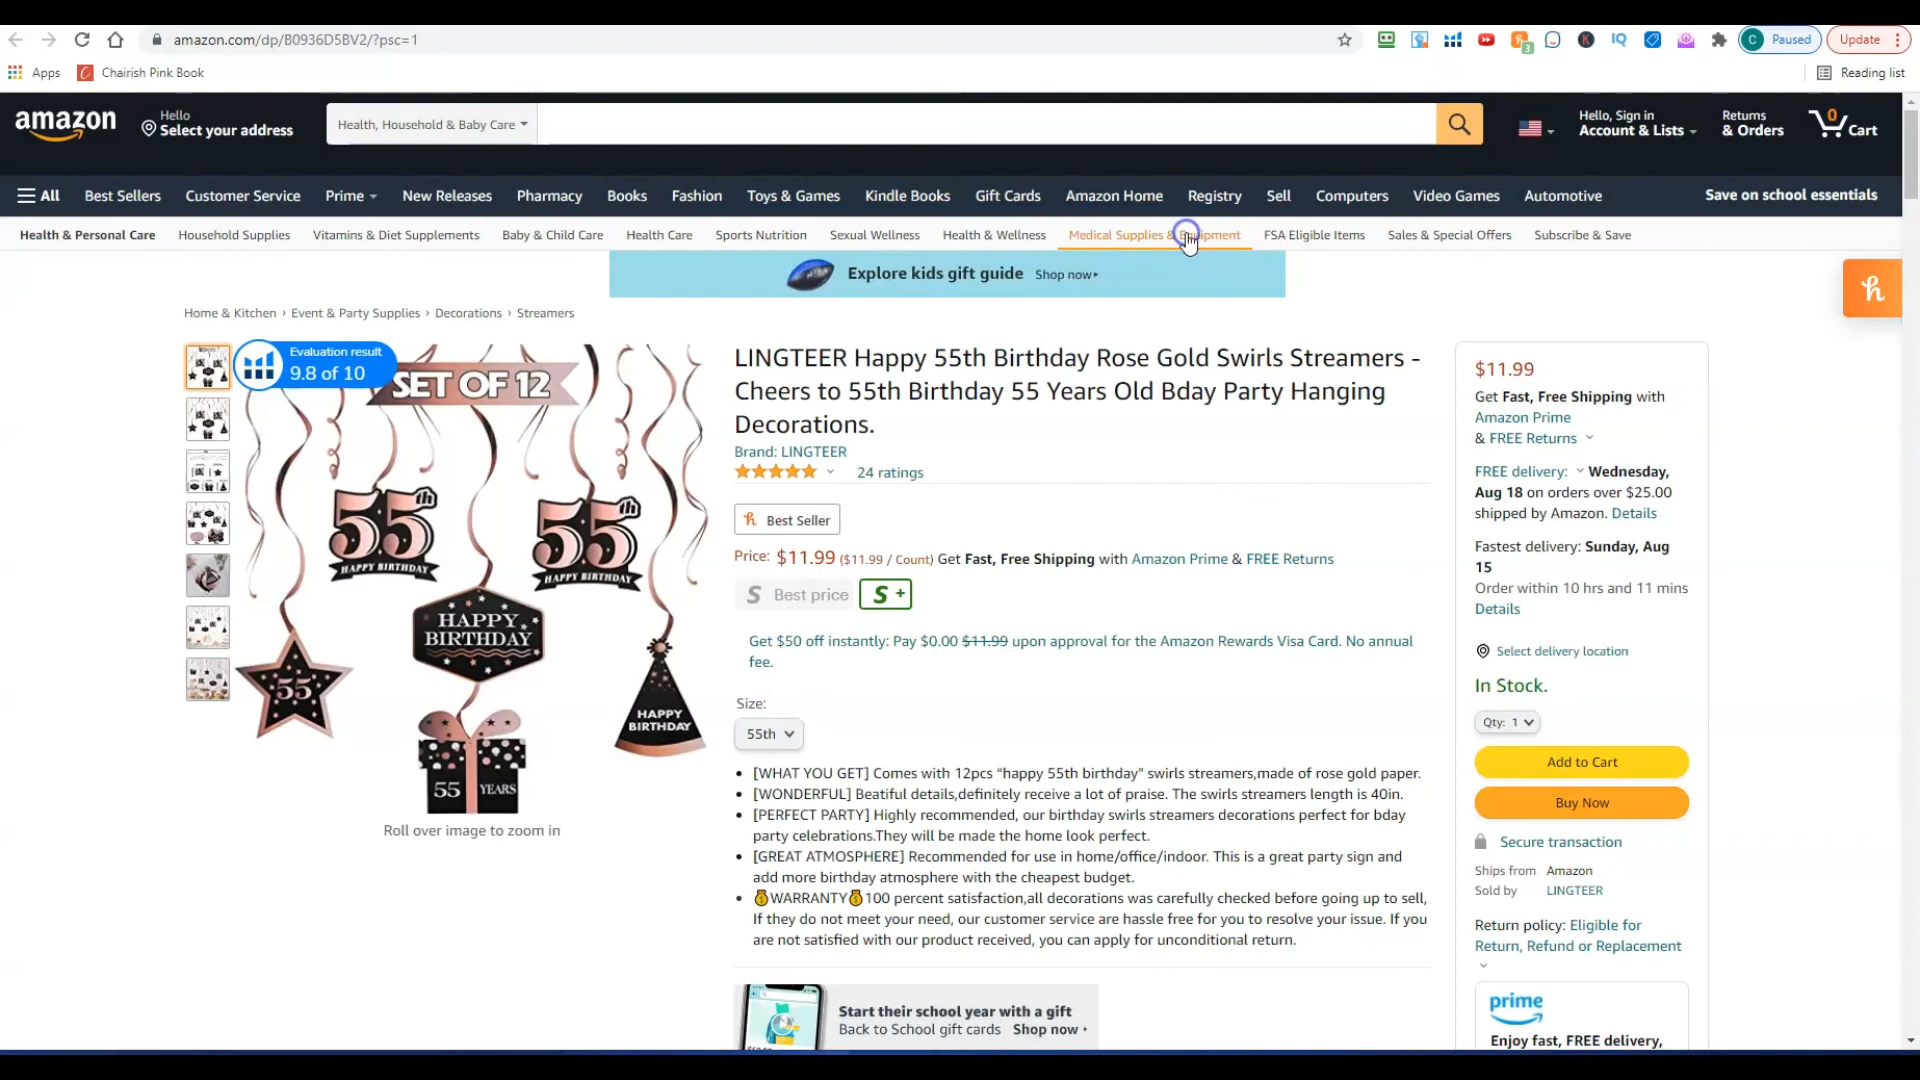 amazon.com/dp/B0936D5BV2/?psc=1
3
IQ
C Paused
Update
Apps
Chairish Pink Book
Reading list
amazon
Hello
Select your address
Health, Household & Baby Care
Hello, Sign in
Account & Lists
Returns
& Orders
0
Cart
All
Best Sellers
Customer Service
Prime
New Releases
Pharmacy
Books
Fashion
Toys & Games
Kindle Books
Gift Cards
Amazon Home
Registry
Sell
Computers
Video Games
Automotive
Save on school essentials
Health & Personal Care
Household Supplies
Vitamins & Diet Supplements
Baby & Child Care
Health Care
Sports Nutrition
Sexual Wellness
Health & Wellness
Medical Supplies & Equipment
FSA Eligible Items
Sales & Special Offers
Subscribe & Save
Explore kids gift guide Shop now
Home & Kitchen › Event & Party Supplies › Decorations › Streamers
Evaluation result
9.8 of 10
SET OF 12
55th
HAPPY BIRTHDAY
55th
HAPPY BIRTHDAY
HAPPY
BIRTHDAY
55
HAPPY
BIRTHDAY
55 YEARS
Roll over image to zoom in
LINGTEER Happy 55th Birthday Rose Gold Swirls Streamers -
Cheers to 55th Birthday 55 Years Old Bday Party Hanging
Decorations.
Brand: LINGTEER
24 ratings
Best Seller
Price: $11.99 ($11.99 / Count) Get Fast, Free Shipping with Amazon Prime & FREE Returns
S Best price
S +
Get $50 off instantly: Pay $0.00 $11.99 upon approval for the Amazon Rewards Visa Card. No annual
fee.
Size:
55th
• [WHAT YOU GET] Comes with 12pcs “happy 55th birthday” swirls streamers,made of rose gold paper.
• [WONDERFUL] Beatiful details,definitely receive a lot of praise. The swirls streamers length is 40in.
• [PERFECT PARTY] Highly recommended, our birthday swirls streamers decorations perfect for bday
party celebrations.They will be made the home look perfect.
• [GREAT ATMOSPHERE] Recommended for use in home/office/indoor. This is a great party sign and
add more birthday atmosphere with the cheapest budget.
• 💰WARRANTY💰100 percent satisfaction,all decorations was carefully checked before going up to sell,
If they do not meet your need, our customer service are hassle free for you to resolve your issue. If you
are not satisfied with our product received, you can apply for unconditional return.
Start their school year with a gift
Back to School gift cards Shop now
$11.99
Get Fast, Free Shipping with
Amazon Prime
& FREE Returns
FREE delivery: Wednesday,
Aug 18 on orders over $25.00
shipped by Amazon. Details
Fastest delivery: Sunday, Aug
15
Order within 10 hrs and 11 mins
Details
Select delivery location
In Stock.
Qty: 1
Add to Cart
Buy Now
Secure transaction
Ships from Amazon
Sold by LINGTEER
Return policy: Eligible for
Return, Refund or Replacement
prime
Enjoy fast, FREE delivery,